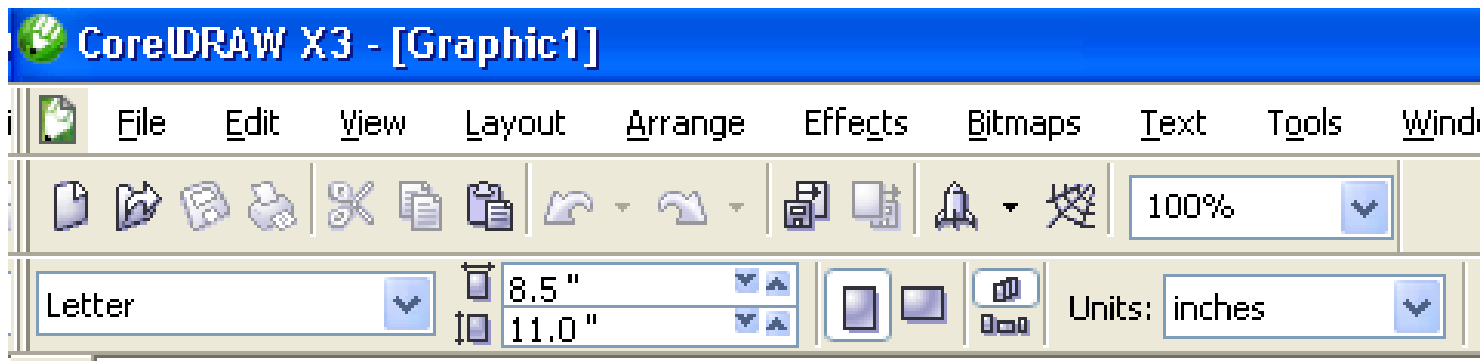 CorelDRAW X3 - [Graphic1]
File Edit View Layout Arrange Effects Bitmaps Text Tools
100%
Letter 8.5 " Units: inches
11.0 "